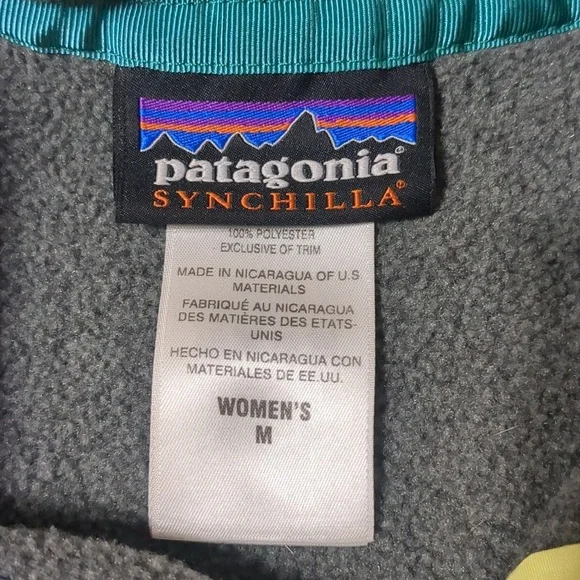 patagonia®
SYNCHILLA®
100% POLYESTER
EXCLUSIVE OF TRIM
MADE IN NICARAGUA OF U.S.
MATERIALS
FABRIQUÉ AU NICARAGUA
DES MATIÈRES DES ETATS-
UNIS
HECHO EN NICARAGUA CON
MATERIALES DE EE.UU.
WOMEN'S
M